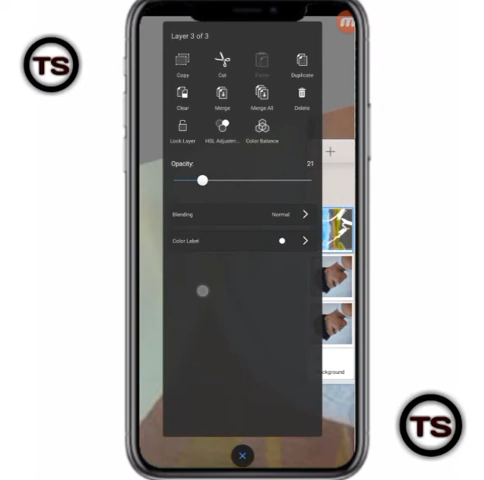 TS
Layer 3 of 3
Copy Cut Paste Duplicate
Clear Merge Merge All Delete
Lock Layer HSL Adjustm... Color Balance
Opacity: 21
Blending Normal
Color Label
ckground
TS